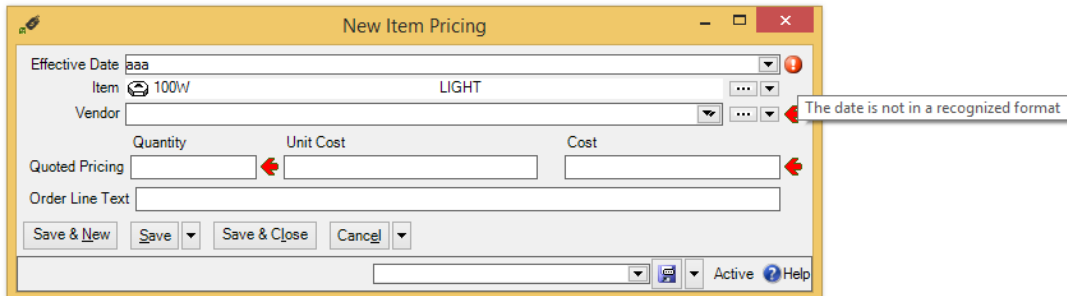 New Item Pricing
Effective Date aaa
Item 100W LIGHT
The date is not in a recognized format
Vendor
Quantity Unit Cost Cost
Quoted Pricing
Order Line Text
Save & New Save Save & Close Cancel
Active Help